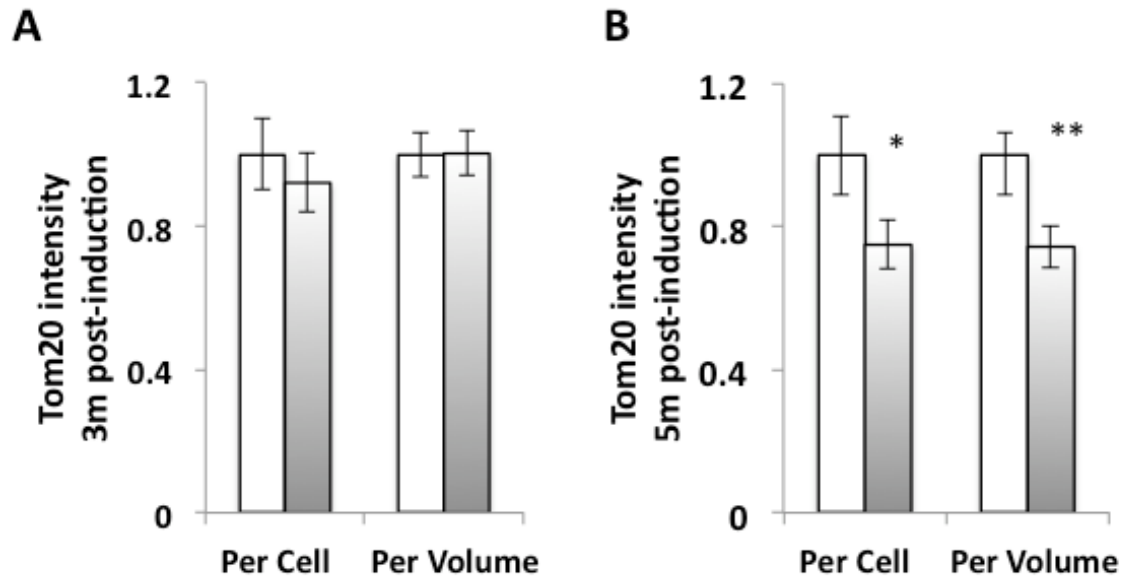 A
B
Tom20 intensity
3m post-induction
1.2
0.8
0.4
0
Per Cell
Per Volume
Tom20 intensity
5m post-induction
1.2
0.8
0.4
0
*
**
Per Cell
Per Volume